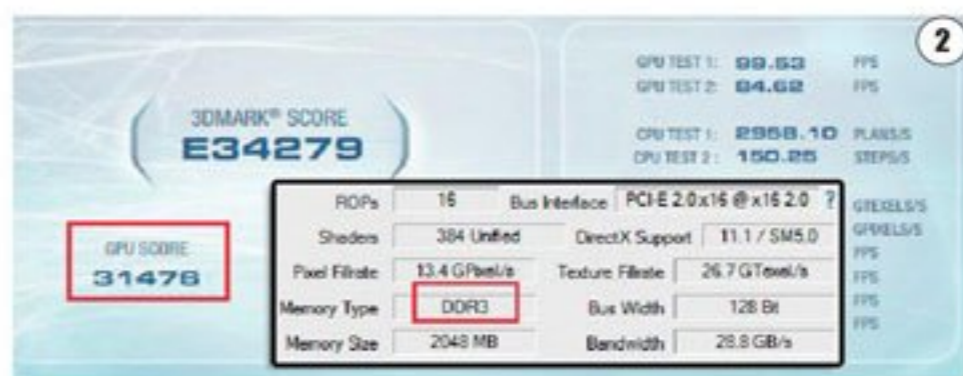 2
GPU TEST 1: 99.53 FPS
GPU TEST 2: 84.62 FPS
3DMARK® SCORE
E34279
CPU TEST 1: 2958.10 PLANS/S
CPU TEST 2: 150.25 STEPS/S
GPU SCORE
31476
ROPs 16 Bus Interface PCI-E 2.0 x16 @ x16 2.0 ?
Shaders 384 Unified DirectX Support 11.1 / SM5.0
Pixel Fillrate 13.4 GPixel/s Texture Fillrate 26.7 GTexel/s
Memory Type DDR3 Bus Width 128 Bit
Memory Size 2048 MB Bandwidth 28.8 GB/s
GTEXELS/S
GPIXELS/S
FPS
FPS
FPS
FPS